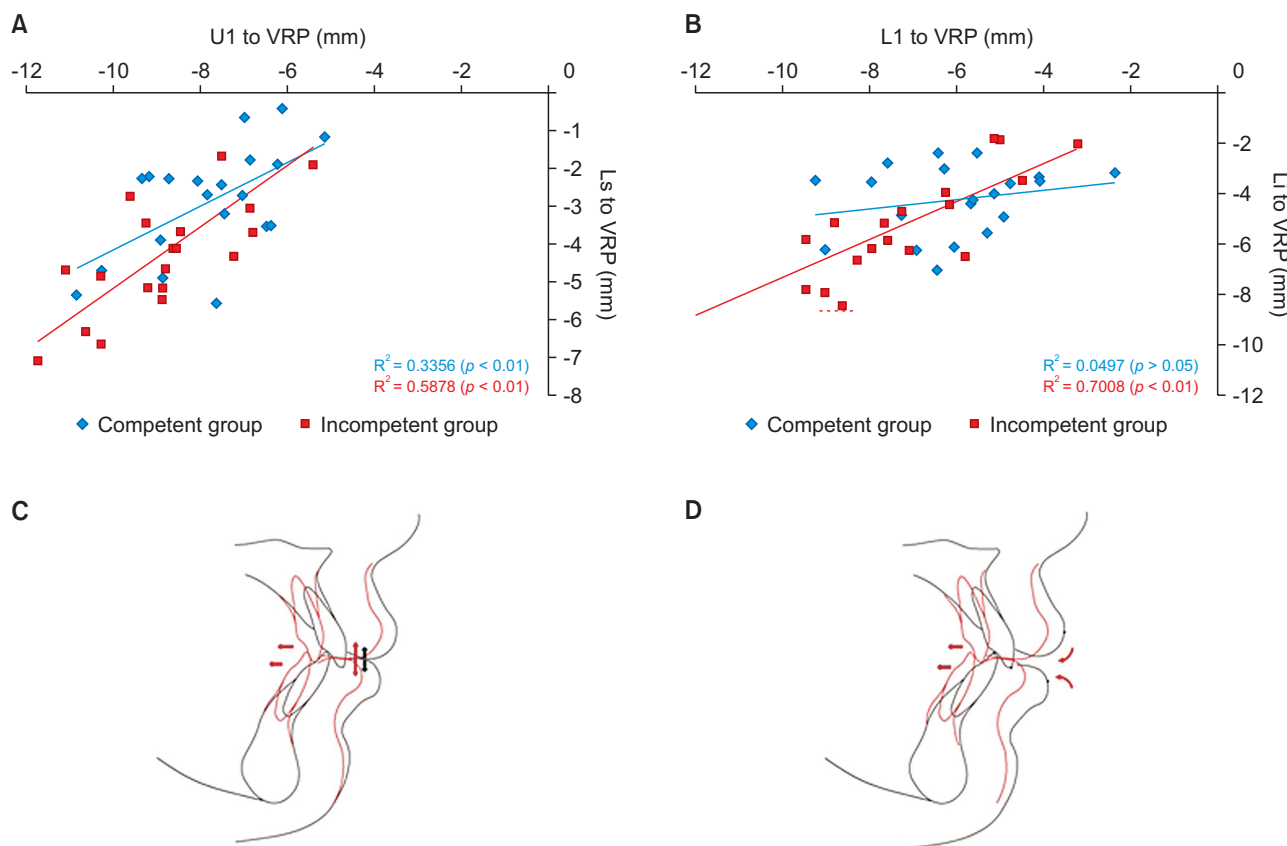 A
U1 to VRP (mm)
-12 -10 -8 -6 -4 -2 0
-1
-2
-3
-4
-5
-6
-7
-8
Ls to VRP (mm)
R² = 0.3356 (p < 0.01)
R² = 0.5878 (p < 0.01)
Competent group Incompetent group
B
L1 to VRP (mm)
-12 -10 -8 -6 -4 -2 0
-2
-4
-6
-8
-10
-12
Li to VRP (mm)
R² = 0.0497 (p > 0.05)
R² = 0.7008 (p < 0.01)
Competent group Incompetent group
C
D